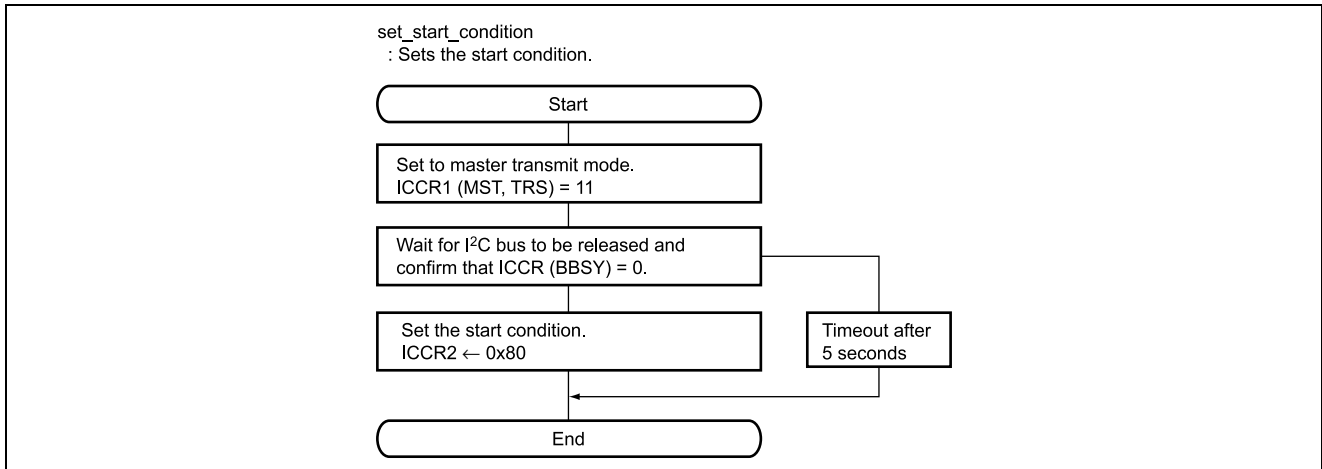 set_start_condition
: Sets the start condition.
Start
Set to master transmit mode.
ICCR1 (MST, TRS) = 11
Wait for I²C bus to be released and
confirm that ICCR (BBSY) = 0.
Set the start condition.
ICCR2 ← 0x80
Timeout after
5 seconds
End